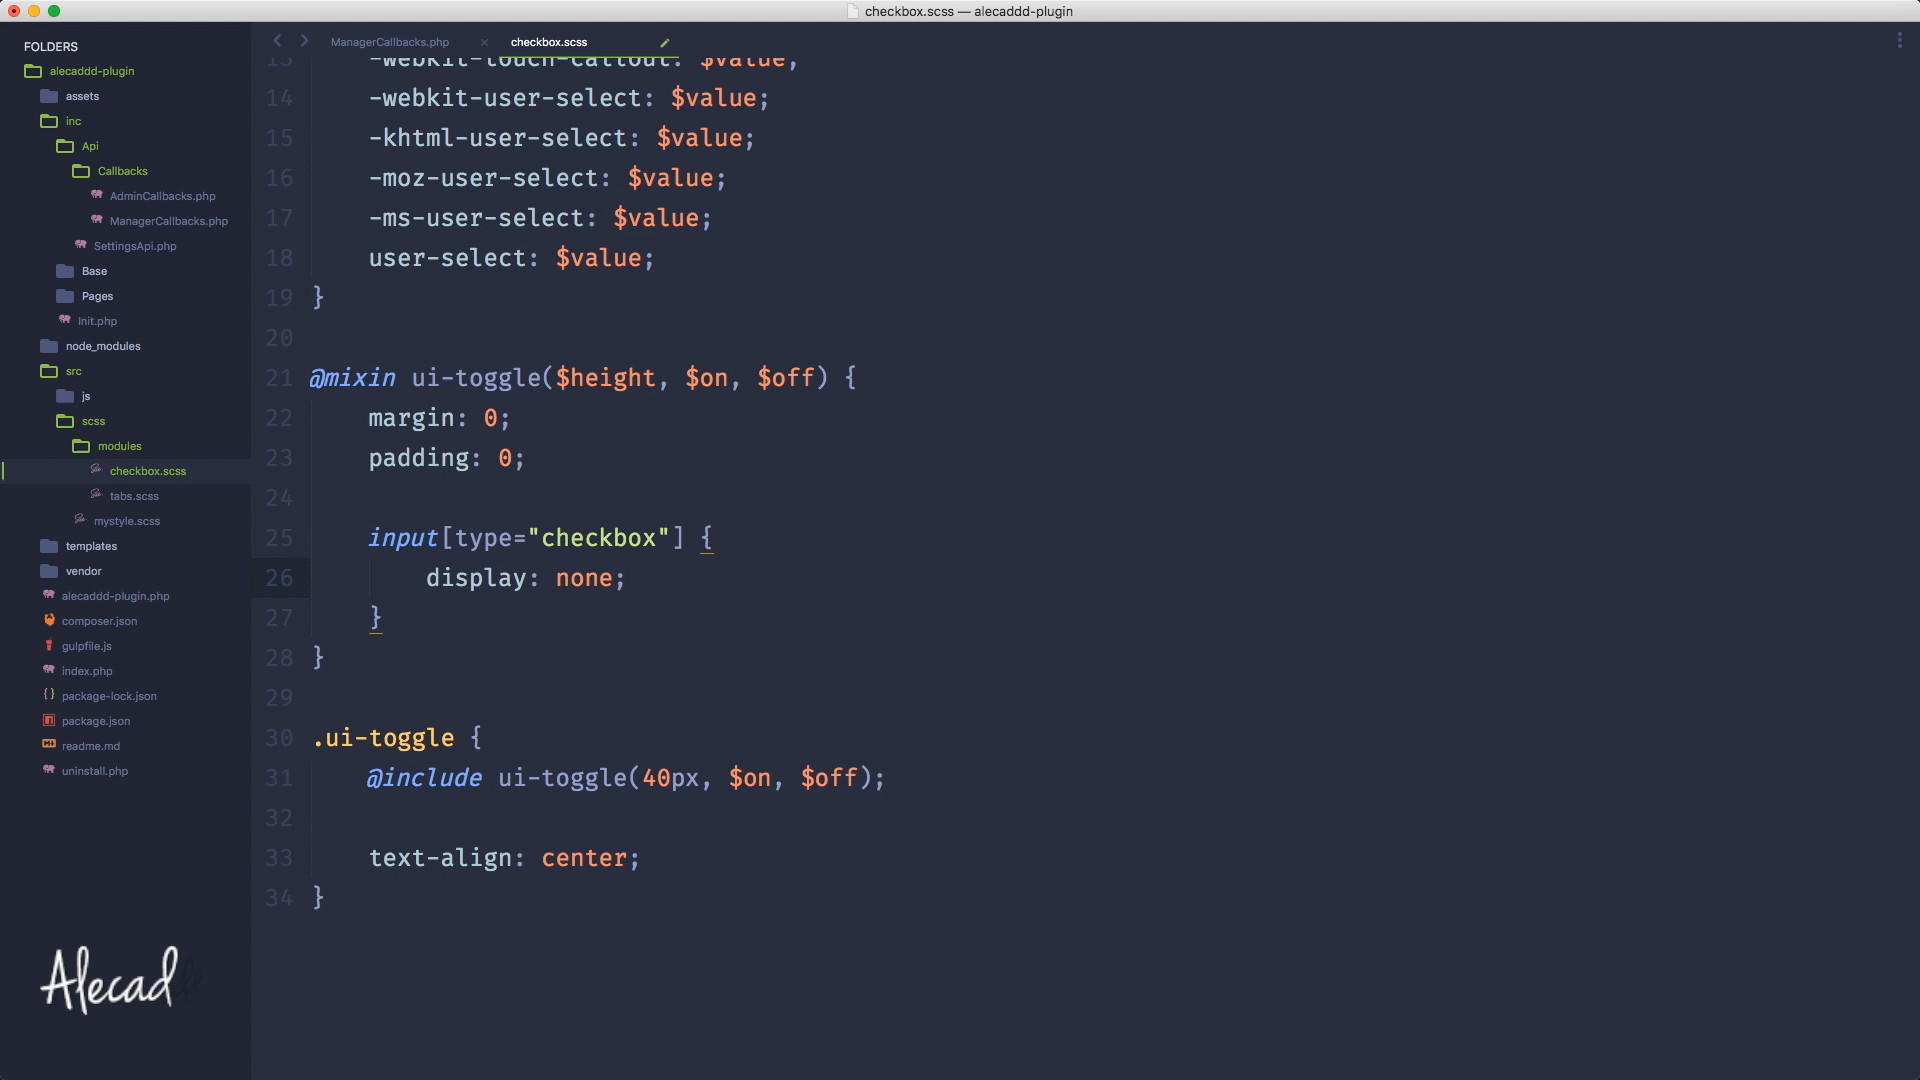 checkbox.scss — alecaddd-plugin
FOLDERS
alecaddd-plugin
assets
inc
Api
Callbacks
AdminCallbacks.php
ManagerCallbacks.php
SettingsApi.php
Base
Pages
Init.php
node_modules
src
js
scss
modules
checkbox.scss
tabs.scss
mystyle.scss
templates
vendor
alecaddd-plugin.php
composer.json
gulpfile.js
index.php
package-lock.json
package.json
readme.md
uninstall.php
Alecad
ManagerCallbacks.php
checkbox.scss
13 -webkit-touch-callout: $value;
14 -webkit-user-select: $value;
15 -khtml-user-select: $value;
16 -moz-user-select: $value;
17 -ms-user-select: $value;
18 user-select: $value;
19 }
20
21 @mixin ui-toggle($height, $on, $off) {
22 margin: 0;
23 padding: 0;
24
25 input[type="checkbox"] {
26 display: none;
27 }
28 }
29
30 .ui-toggle {
31 @include ui-toggle(40px, $on, $off);
32
33 text-align: center;
34 }